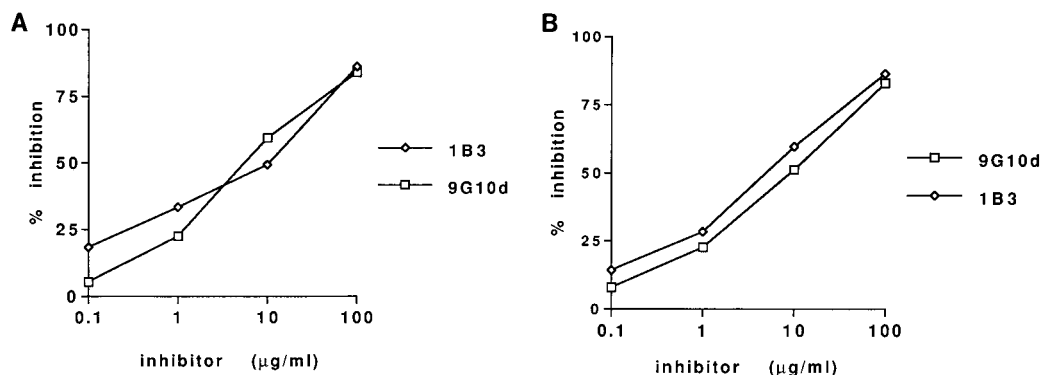 A
100
75
50
25
0
% inhibition
0.1 1 10 100
inhibitor (µg/ml)
1B3
9G10d
B
100
75
50
25
0
% inhibition
0.1 1 10 100
inhibitor (µg/ml)
9G10d
1B3